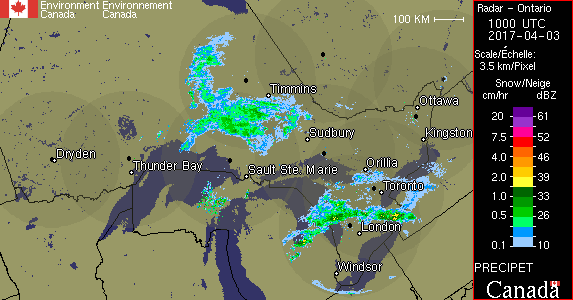 Environment Environnement
Canada Canada
100 KM
Timmins
Ottawa
Sudbury
Kingston
Dryden
Thunder Bay
Sault Ste. Marie
Orillia
Toronto
London
Windsor
Radar - Ontario
1000 UTC
2017-04-03
Scale/Échelle:
3.5 km/Pixel
Snow/Neige
cm/hr dBZ
20 61
10 57
7.5 52
4.0 46
2.0 39
1.0 33
0.5 26
0.1 10
PRECIPET
Canada